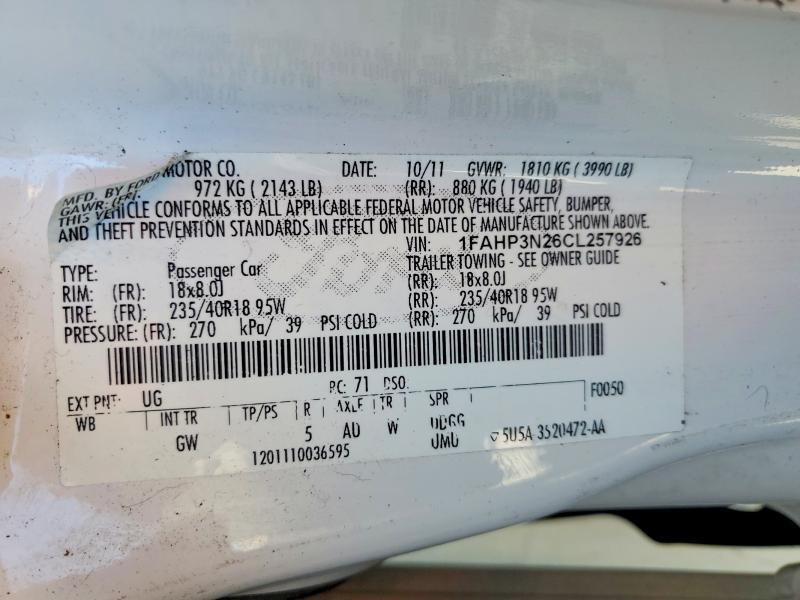 MFD. BY FORD MOTOR CO. DATE: 10/11 GVWR: 1810 KG ( 3990 LB)
GAWR: (FR): 972 KG ( 2143 LB) (RR): 880 KG ( 1940 LB)
THIS VEHICLE CONFORMS TO ALL APPLICABLE FEDERAL MOTOR VEHICLE SAFETY, BUMPER,
AND THEFT PREVENTION STANDARDS IN EFFECT ON THE DATE OF MANUFACTURE SHOWN ABOVE.
VIN: 1FAHP3N26CL257926
TYPE: Passenger Car TRAILER TOWING - SEE OWNER GUIDE
RIM: (FR): 18x8.0J (RR): 18x8.0J
TIRE: (FR): 235/40R18 95W (RR): 235/40R18 95W
PRESSURE: (FR): 270 kPa/ 39 PSI COLD (RR): 270 kPa/ 39 PSI COLD
EXT PNT: UG RC: 71 DSO: F0050
WB INT TR TP/PS R AXLE TR SPR
GW 5 AU W
1201110036595 5U5A 3520472-AA